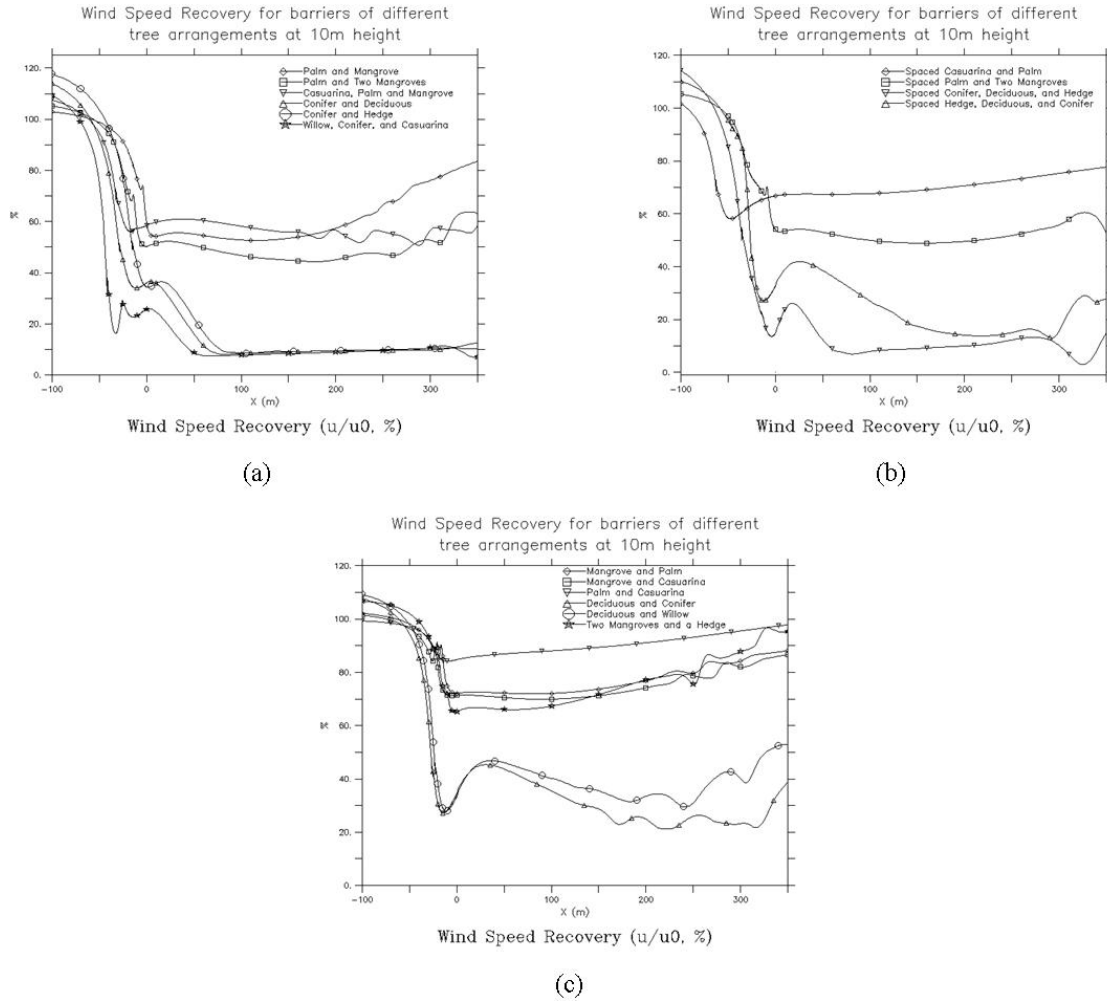 Wind Speed Recovery for barriers of different
tree arrangements at 10m height
120.
100.
80.
60.
40.
20.
0.
%
Palm and Mangrove
Palm and Two Mangroves
Casuarina, Palm and Mangrove
Conifer and Deciduous
Conifer and Hedge
Willow, Conifer, and Casuarina
-100 0 100 200 300
X (m)
Wind Speed Recovery (u/u0, %)
(a)
Wind Speed Recovery for barriers of different
tree arrangements at 10m height
120.
100.
80.
60.
40.
20.
0.
%
Spaced Casuarina and Palm
Spaced Palm and Two Mangroves
Spaced Conifer, Deciduous, and Hedge
Spaced Hedge, Deciduous, and Conifer
-100 0 100 200 300
X (m)
Wind Speed Recovery (u/u0, %)
(b)
Wind Speed Recovery for barriers of different
tree arrangements at 10m height
120.
100.
80.
60.
40.
20.
0.
%
Mangrove and Palm
Mangrove and Casuarina
Palm and Casuarina
Deciduous and Conifer
Deciduous and Willow
Two Mangroves and a Hedge
-100 0 100 200 300
X (m)
Wind Speed Recovery (u/u0, %)
(c)